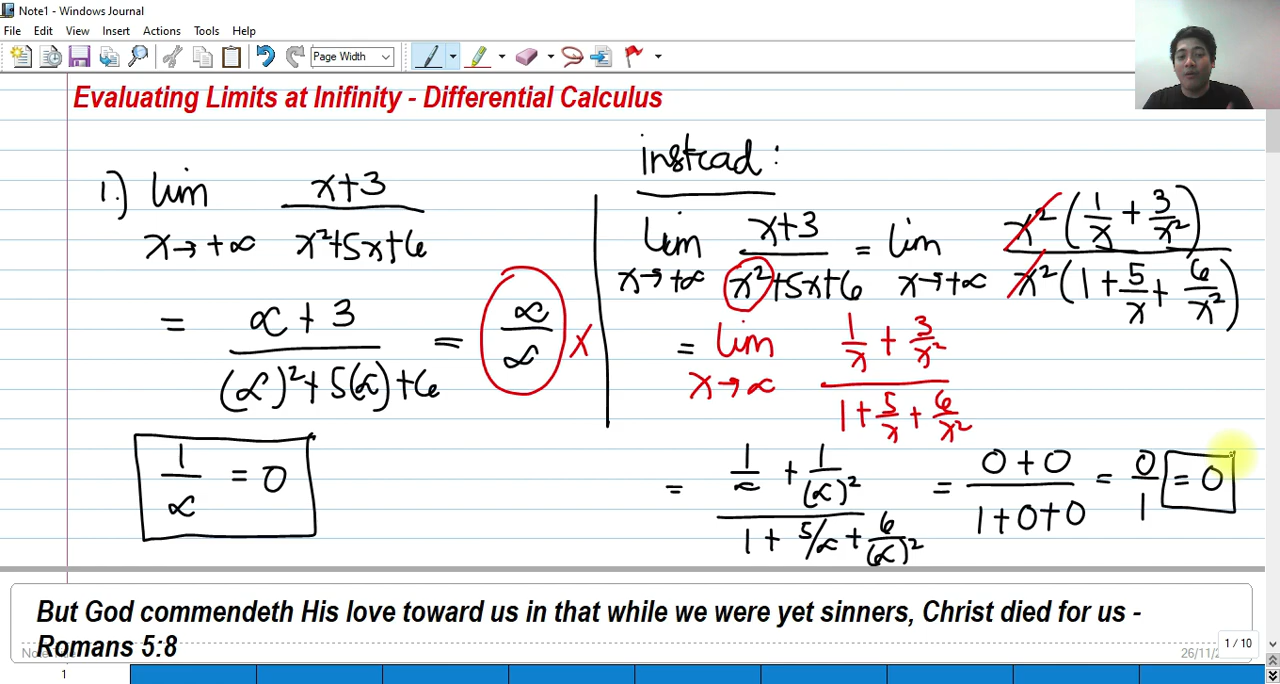 Note1 - Windows Journal
File Edit View Insert Actions Tools Help
Page Width
Evaluating Limits at Inifinity - Differential Calculus
1.) lim x→+∞ (x+3)/(x²+5x+6)
= (∞+3)/((∞)²+5(∞)+6) = ∞/∞ x
1/∞ = 0
instead:
lim x→+∞ (x+3)/(x²+5x+6) = lim x→+∞ x²(1/x + 3/x²)/x²(1 + 5/x + 6/x²)
= lim x→∞ (1/x + 3/x²)/(1 + 5/x + 6/x²)
= (1/∞ + 1/(∞)²)/(1 + 5/∞ + 6/(∞)²) = (0+0)/(1+0+0) = 0/1 = 0
But God commendeth His love toward us in that while we were yet sinners, Christ died for us -
Romans 5:8
1 / 10
26/11/2
1